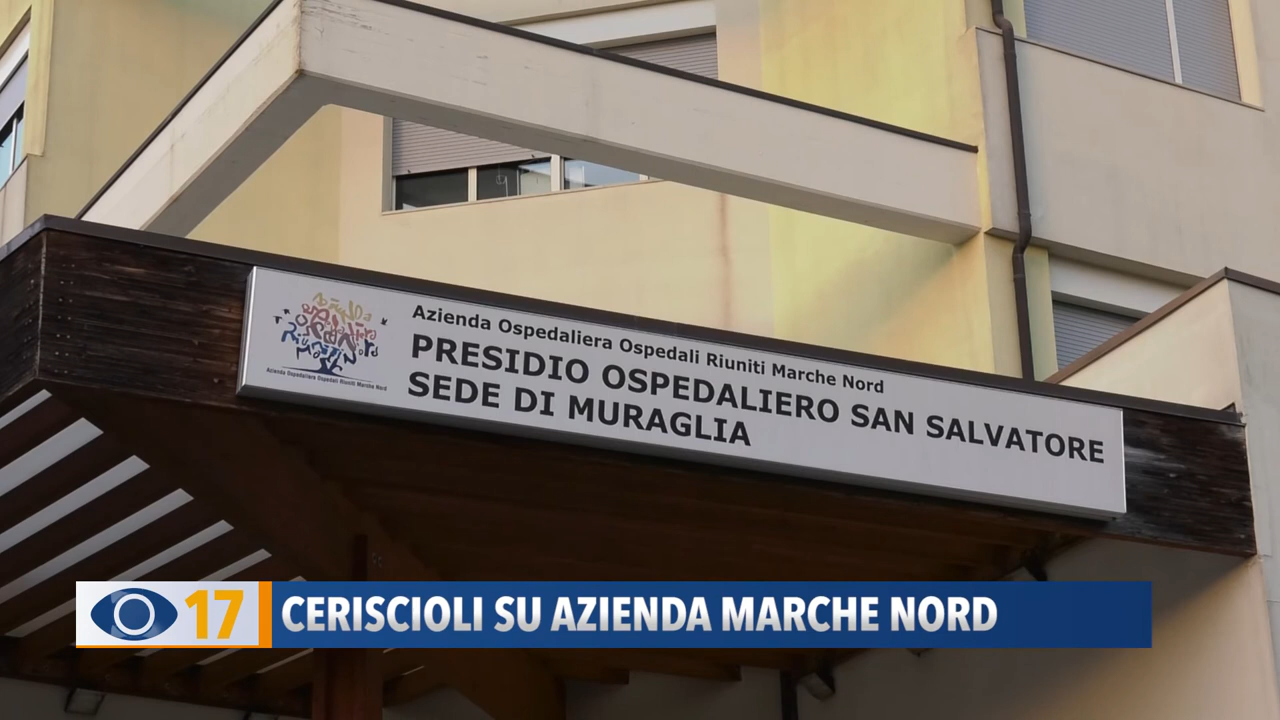 Azienda Ospedaliera Ospedali Riuniti Marche Nord
PRESIDIO OSPEDALIERO SAN SALVATORE
SEDE DI MURAGLIA
Azienda Ospedaliera Ospedali Riuniti Marche Nord
17 CERISCIOLI SU AZIENDA MARCHE NORD